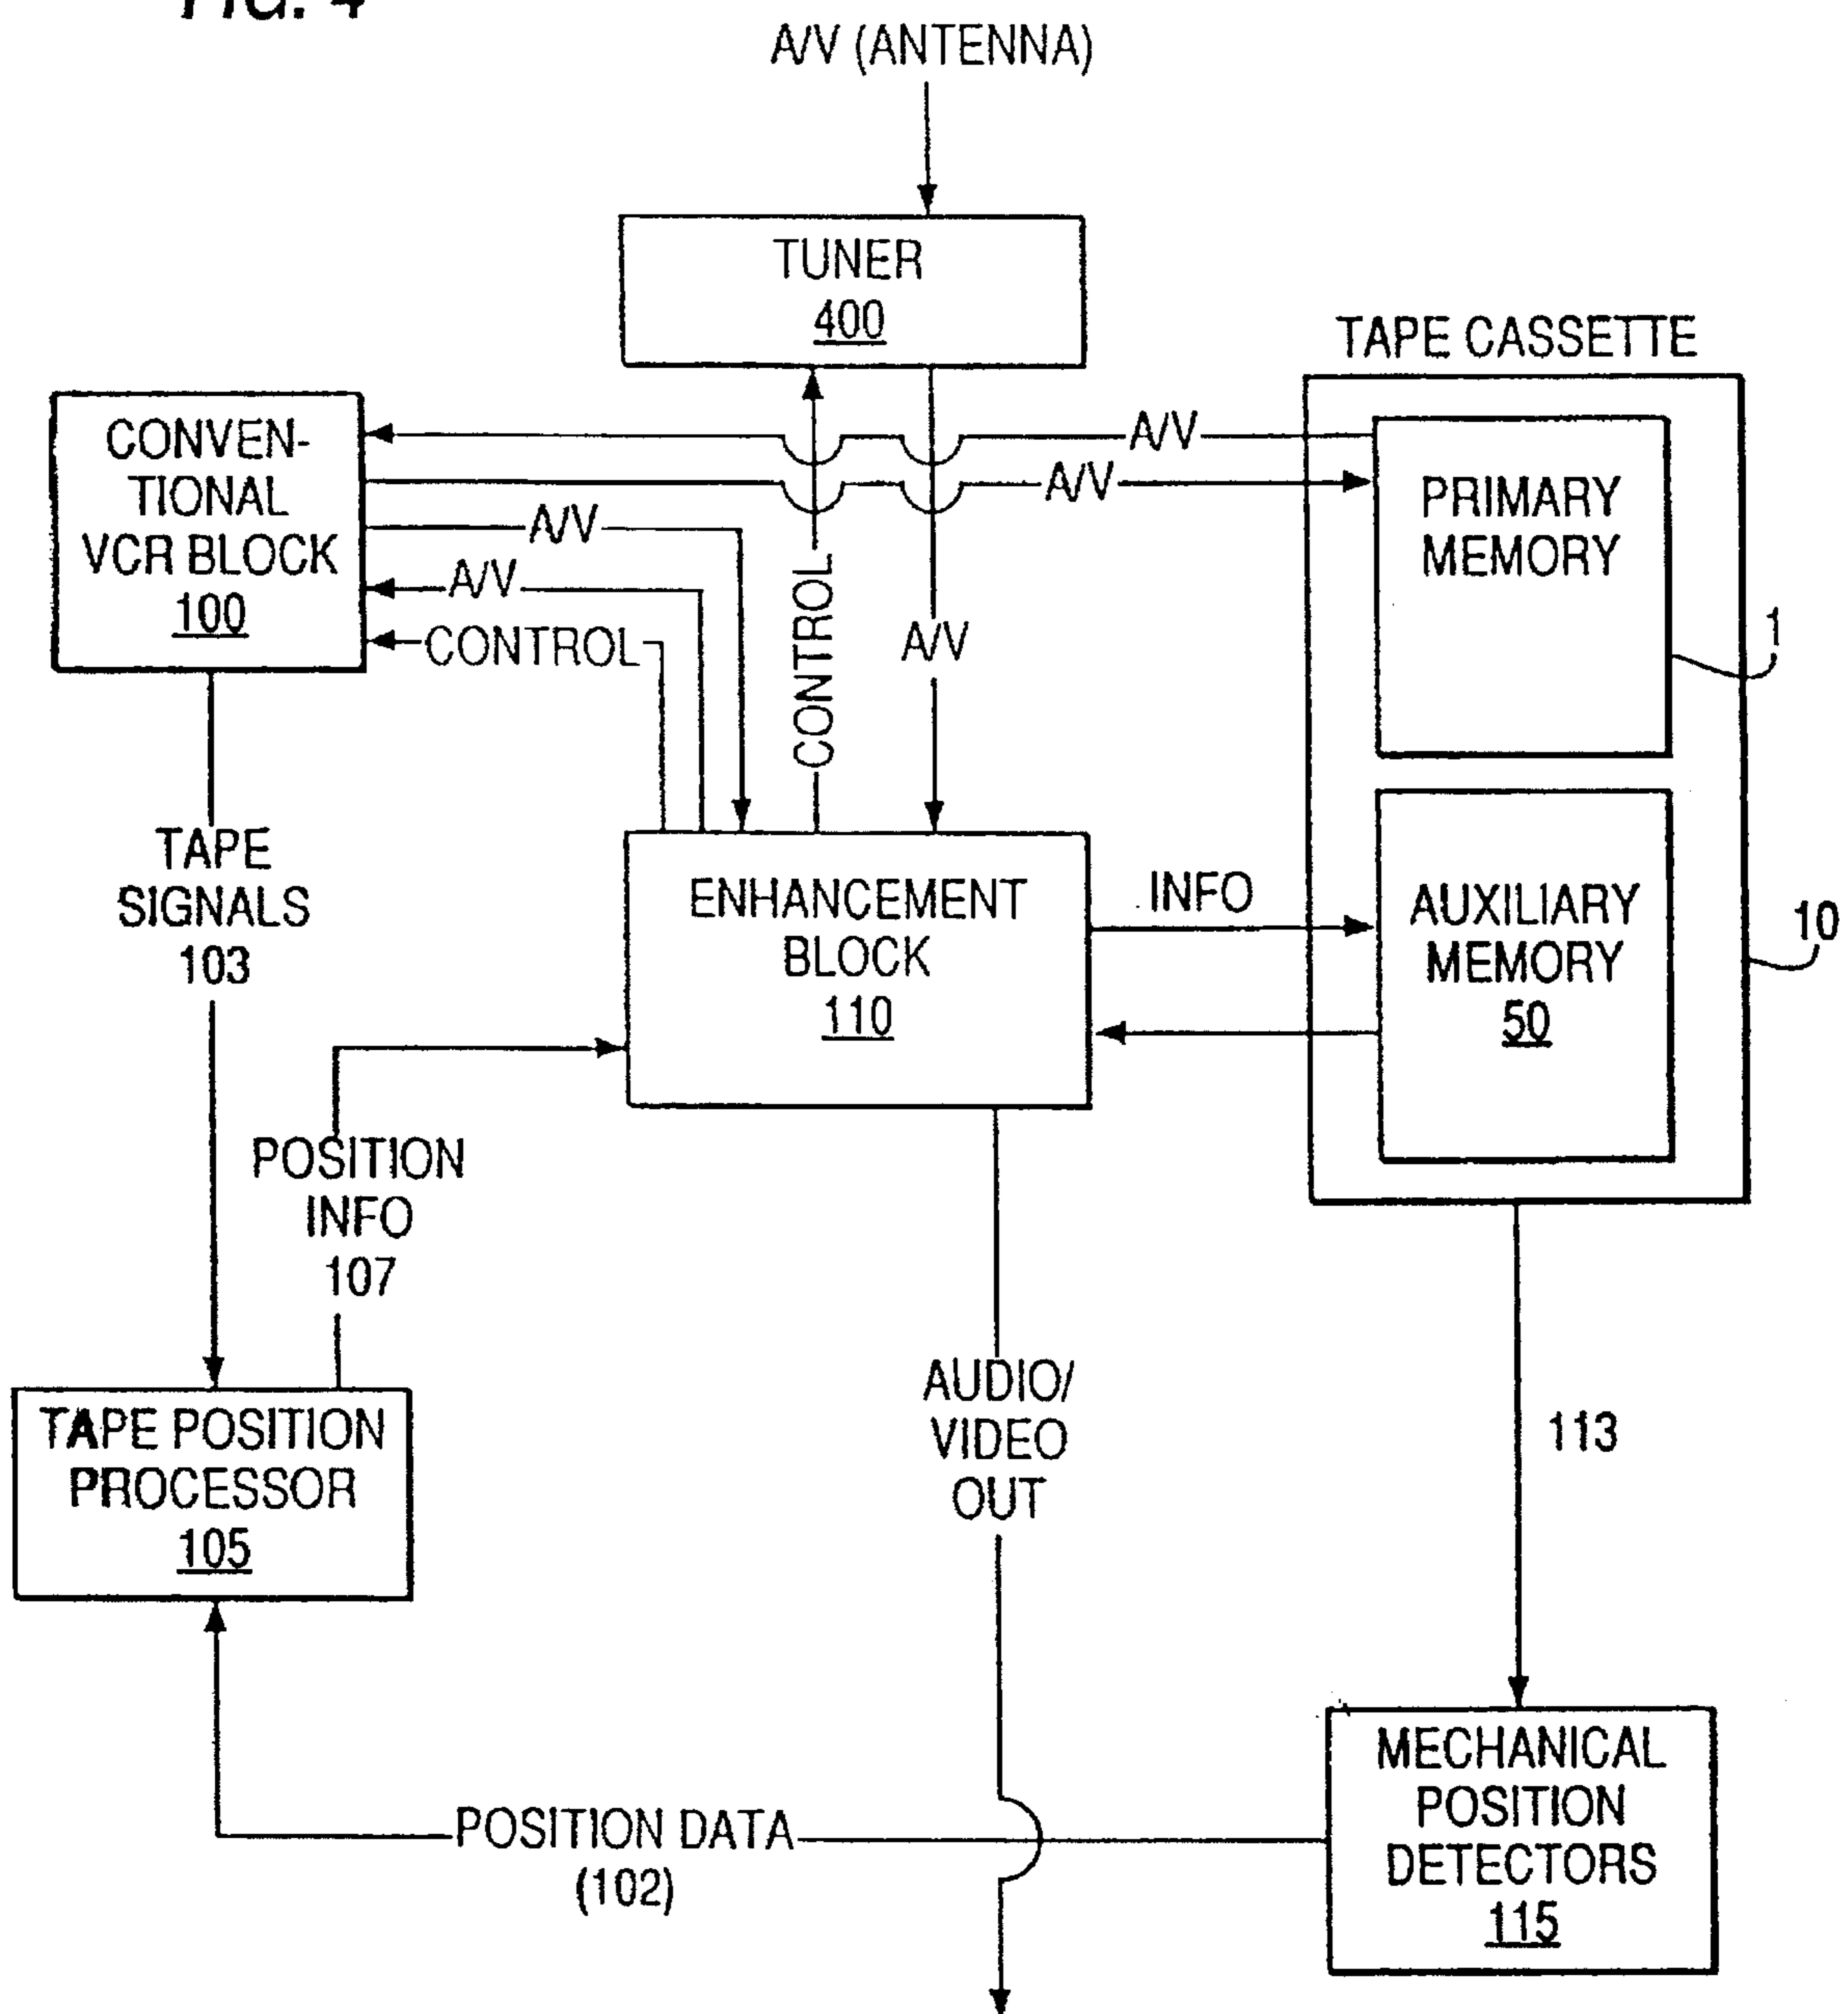 FIG. 4
A/V (ANTENNA)
TUNER
400
TAPE CASSETTE
CONVEN-
TIONAL
VCR BLOCK
100
A/V
A/V
A/V
A/V
CONTROL
CONTROL
A/V
PRIMARY
MEMORY
1
TAPE
SIGNALS
103
ENHANCEMENT
BLOCK
110
INFO
AUXILIARY
MEMORY
50
10
POSITION
INFO
107
AUDIO/
VIDEO
OUT
113
TAPE POSITION
PROCESSOR
105
POSITION DATA
(102)
MECHANICAL
POSITION
DETECTORS
115